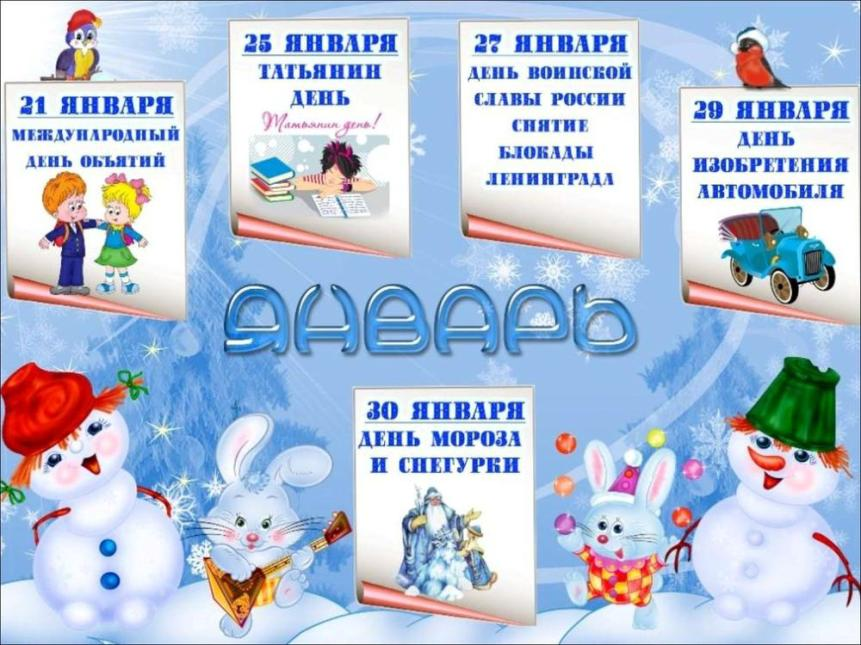 21 ЯНВАРЯ
МЕЖДУНАРОДНЫЙ
ДЕНЬ ОБЪЯТИЙ
25 ЯНВАРЯ
ТАТЬЯНИН
ДЕНЬ
Татьянин день!
27 ЯНВАРЯ
ДЕНЬ ВОИНСКОЙ
СЛАВЫ РОССИИ
СНЯТИЕ
БЛОКАДЫ
ЛЕНИНГРАДА
29 ЯНВАРЯ
ДЕНЬ
ИЗОБРЕТЕНИЯ
АВТОМОБИЛЯ
ЯНВАРЬ
30 ЯНВАРЯ
ДЕНЬ МОРОЗА
И СНЕГУРКИ